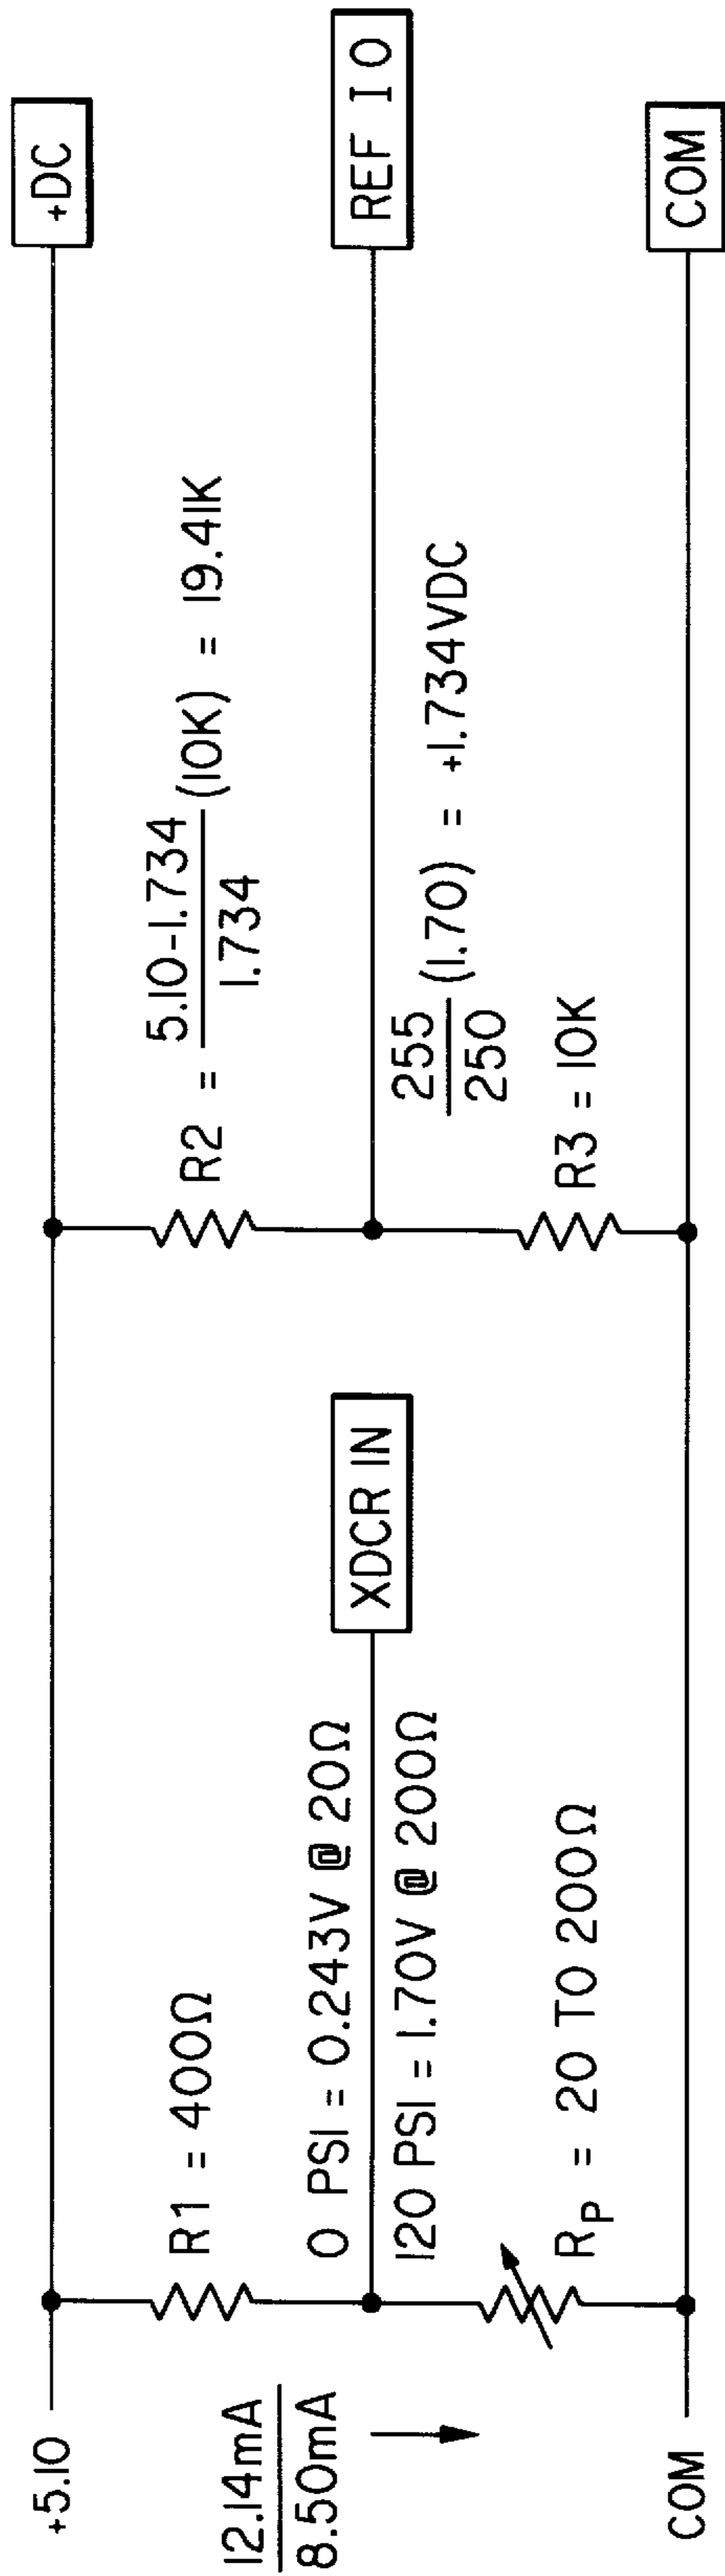 +5.10
+DC
R1 = 400Ω
R2 = 5.10-1.734
1.734
(10K) = 19.41K
12.14mA
8.50mA
0 PSI = 0.243V @ 20Ω
120 PSI = 1.70V @ 200Ω
XDCR IN
REF IO
255
250
(1.70) = +1.734VDC
RP = 20 TO 200Ω
R3 = 10K
COM
COM